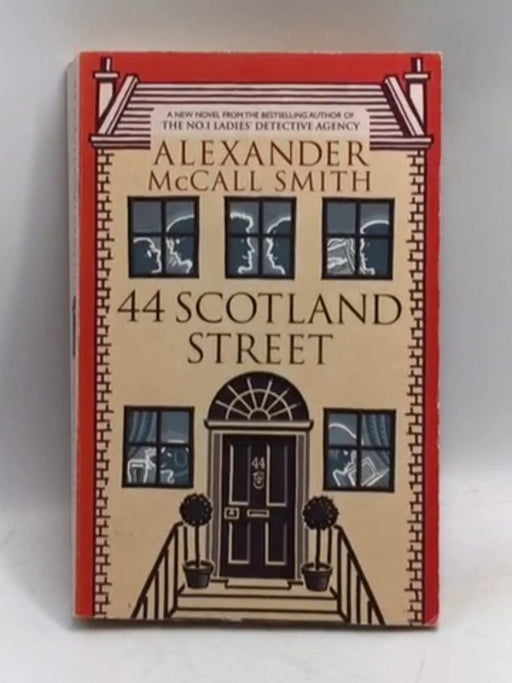 A NEW NOVEL FROM THE BESTSELLING AUTHOR OF
THE NO.1 LADIES' DETECTIVE AGENCY
ALEXANDER
McCALL SMITH
44 SCOTLAND
STREET
44